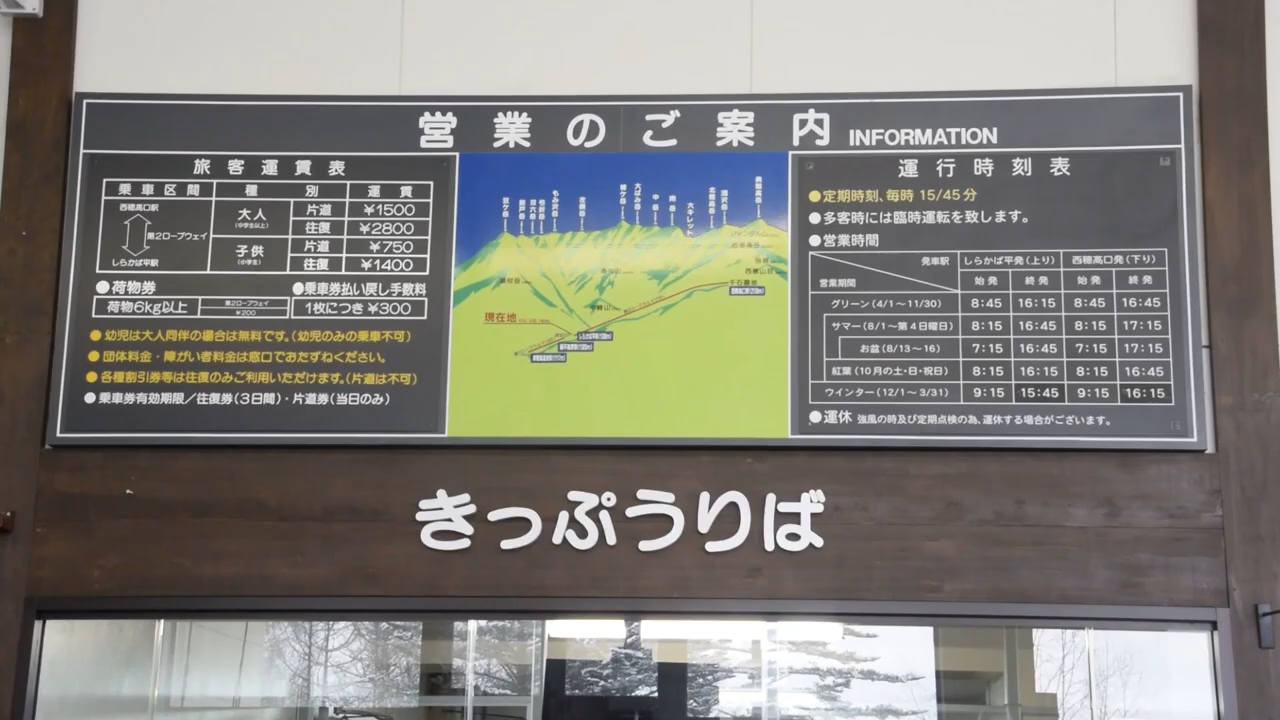 営業のご案内 INFORMATION
旅客運賃表
乗車区間 種別 運賃
西穂高口駅
第2ロープウェイ
しらかば平駅
大人
(中学生以上)
片道 ¥1500
往復 ¥2800
子供
(小学生)
片道 ¥750
往復 ¥1400
●荷物券
荷物6kg以上 第2ロープウェイ ¥200
●乗車券払い戻し手数料
1枚につき¥300
●幼児は大人同伴の場合は無料です。(幼児のみの乗車不可)
●団体料金・障がい者料金は窓口でおたずねください。
●各種割引券等は往復のみご利用いただけます。(片道は不可)
●乗車券有効期限／往復券(3日間)・片道券(当日のみ)
現在地
運行時刻表
●定期時刻、毎時 15/45分
●多客時には臨時運転を致します。
●営業時間
発車駅 しらかば平発(上り) 西穂高口発(下り)
営業期間 始発 終発 始発 終発
グリーン(4/1～11/30) 8:45 16:15 8:45 16:45
サマー(8/1～第4日曜日) 8:15 16:45 8:15 17:15
お盆(8/13～16) 7:15 16:45 7:15 17:15
紅葉(10月の土・日・祝日) 8:15 16:15 8:15 16:45
ウインター(12/1～3/31) 9:15 15:45 9:15 16:15
●運休 強風の時及び定期点検の為、運休する場合がございます。
きっぷうりば